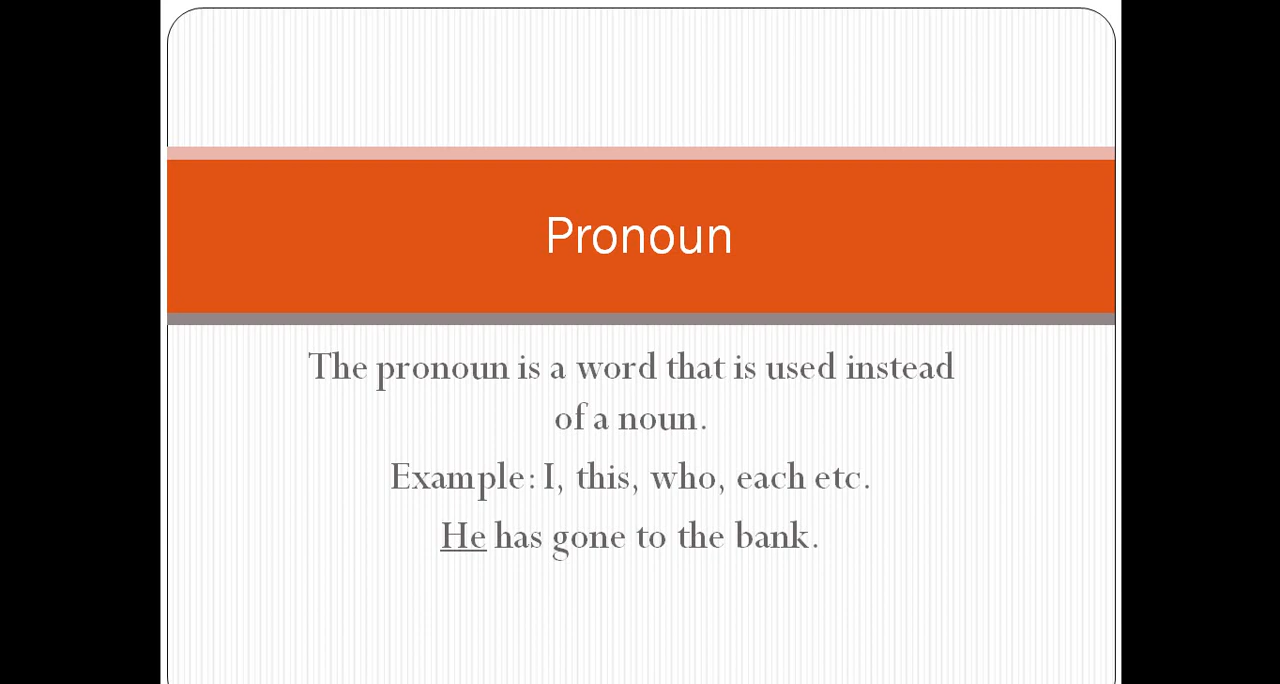 Pronoun
The pronoun is a word that is used instead
of a noun.
Example: I, this, who, each etc.
He has gone to the bank.